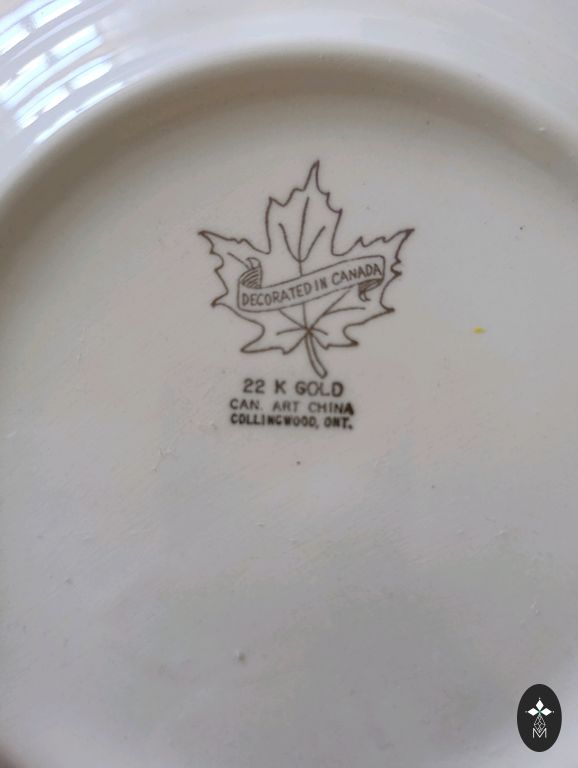 DECORATED IN CANADA
22 K GOLD
CAN. ART CHINA
COLLINGWOOD, ONT.
M